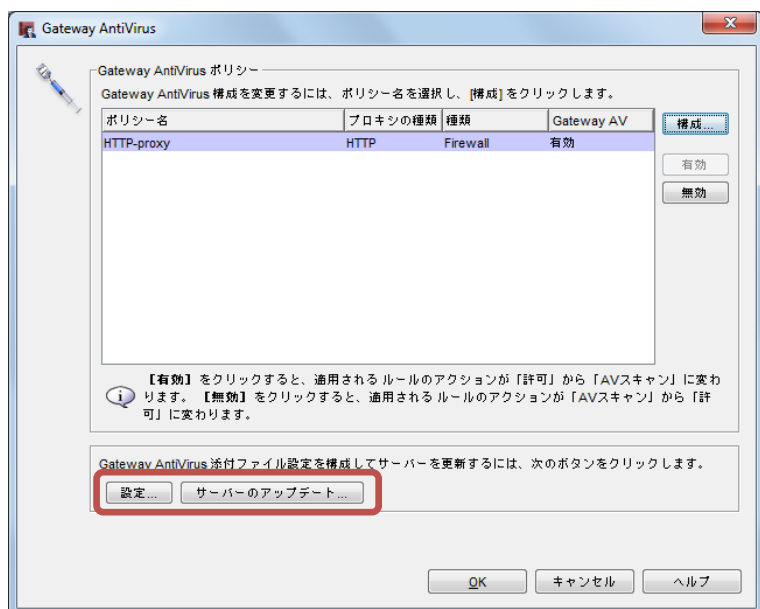 Gateway AntiVirus
Gateway AntiVirus ポリシー
Gateway AntiVirus 構成を変更するには、ポリシー名を選択し、[構成] をクリックします。
ポリシー名 プロキシの種類 種類 Gateway AV
HTTP-proxy HTTP Firewall 有効
構成...
有効
無効
【有効】をクリックすると、適用されるルールのアクションが「許可」から「AVスキャン」に変わ
ります。【無効】をクリックすると、適用されるルールのアクションが「AVスキャン」から「許
可」に変わります。
Gateway AntiVirus 添付ファイル設定を構成してサーバーを更新するには、次のボタンをクリックします。
設定... サーバーのアップデート...
OK キャンセル ヘルプ